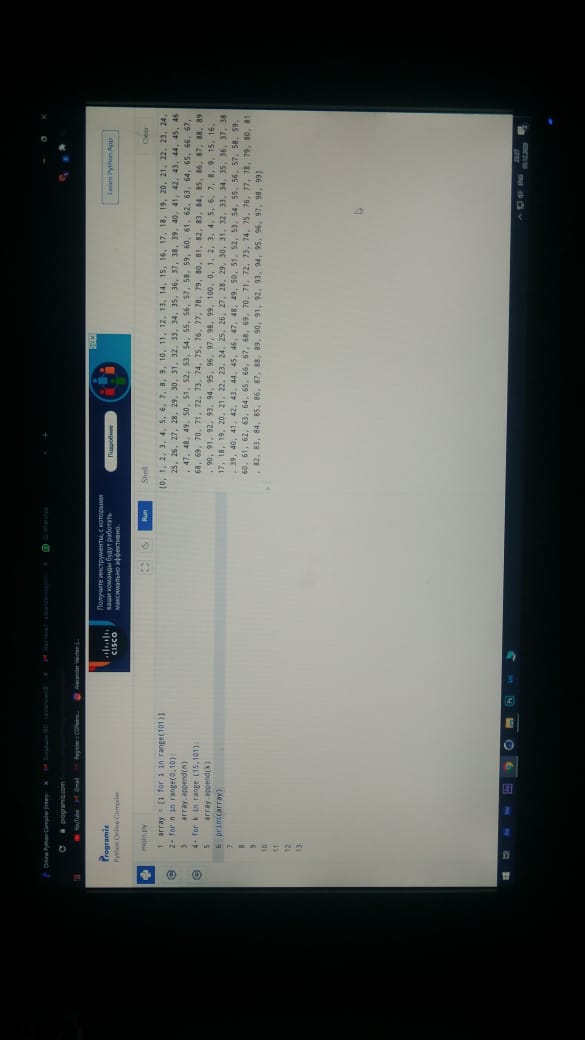 Online Python Compiler (Interp
WhatsApp
programiz.com
YouTube
Gmail
Register :: CSPeers...
Alexander Vaicten (...
Programiz
Python Online Compiler
CISCO
Получите инструменты, с которыми
ваши команды будут работать
максимально эффективно.
Подробнее
Learn Python App
main.py
Run
Shell
Clear
1 array = [i for i in range(101)]
2 for n in range(0,10):
3 array.append(n)
4 for k in range (15,101):
5 array.append(k)
6 print(array)
7
8
9
10
11
12
13
[0, 1, 2, 3, 4, 5, 6, 7, 8, 9, 10, 11, 12, 13, 14, 15, 16, 17, 18, 19, 20, 21, 22, 23, 24,
25, 26, 27, 28, 29, 30, 31, 32, 33, 34, 35, 36, 37, 38, 39, 40, 41, 42, 43, 44, 45, 46
, 47, 48, 49, 50, 51, 52, 53, 54, 55, 56, 57, 58, 59, 60, 61, 62, 63, 64, 65, 66, 67,
68, 69, 70, 71, 72, 73, 74, 75, 76, 77, 78, 79, 80, 81, 82, 83, 84, 85, 86, 87, 88, 89
, 90, 91, 92, 93, 94, 95, 96, 97, 98, 99, 100, 0, 1, 2, 3, 4, 5, 6, 7, 8, 9, 15, 16,
17, 18, 19, 20, 21, 22, 23, 24, 25, 26, 27, 28, 29, 30, 31, 32, 33, 34, 35, 36, 37, 38
, 39, 40, 41, 42, 43, 44, 45, 46, 47, 48, 49, 50, 51, 52, 53, 54, 55, 56, 57, 58, 59,
60, 61, 62, 63, 64, 65, 66, 67, 68, 69, 70, 71, 72, 73, 74, 75, 76, 77, 78, 79, 80, 81
, 82, 83, 84, 85, 86, 87, 88, 89, 90, 91, 92, 93, 94, 95, 96, 97, 98, 99]
Ae
Me
Ae
Ps
Lrc
ENG
23:27
05.12.2020